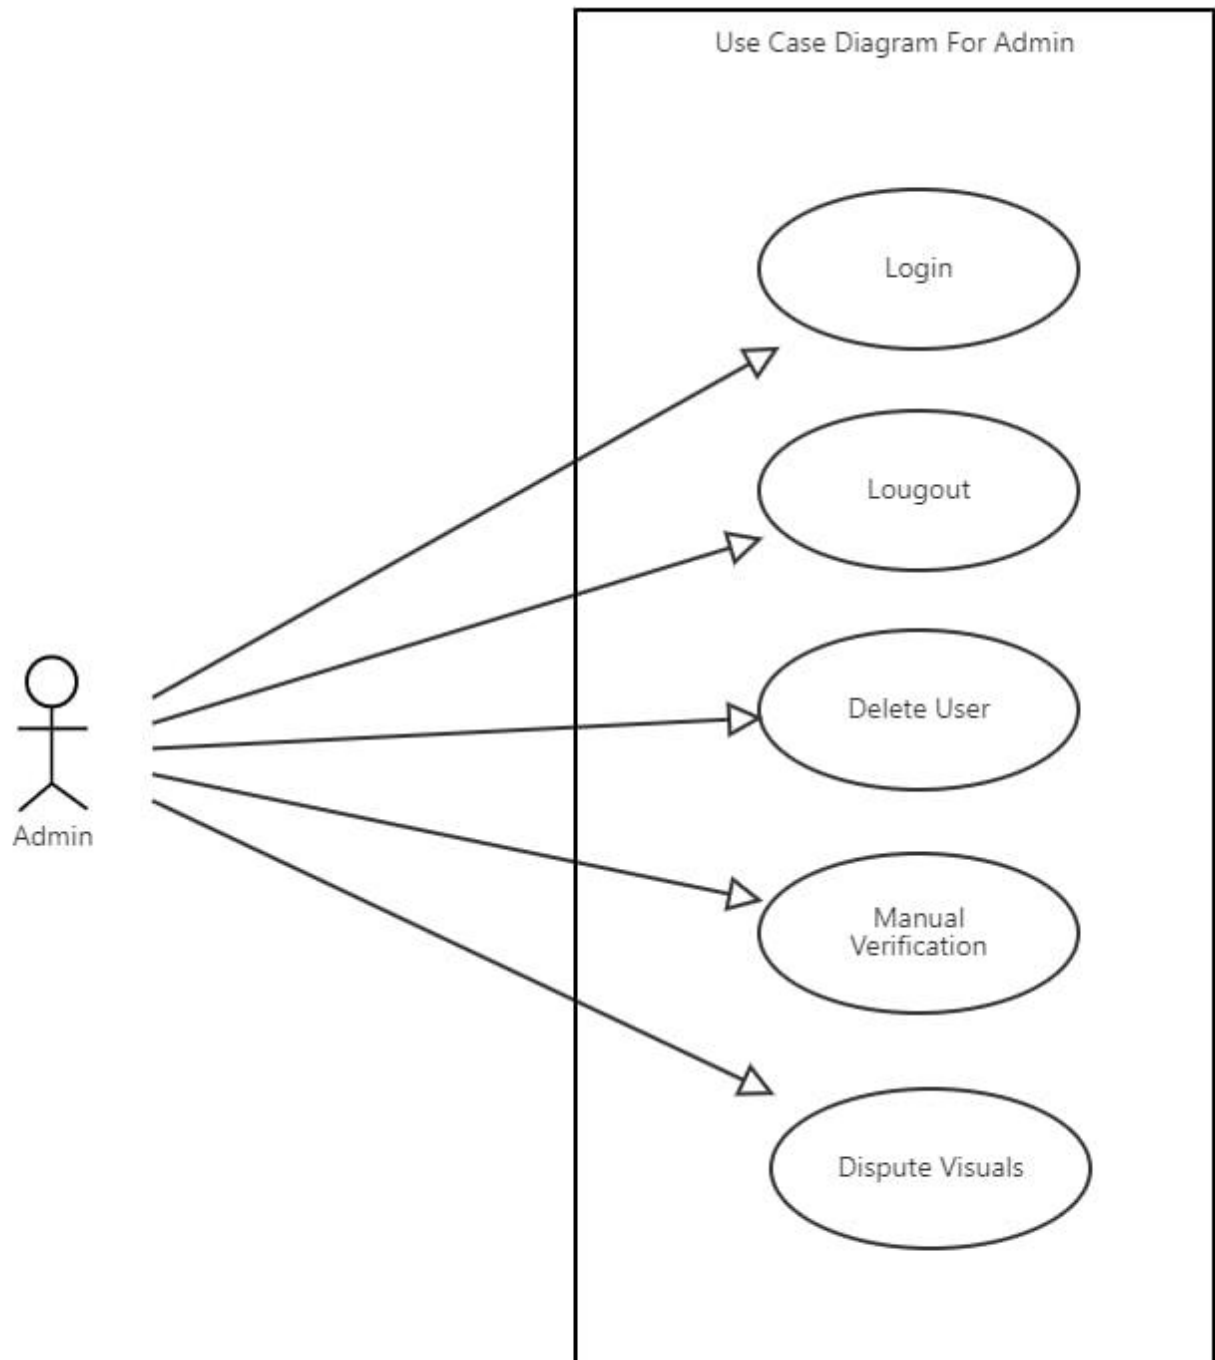 Use Case Diagram For Admin
Login
Lougout
Delete User
Manual
Verification
Dispute Visuals
Admin